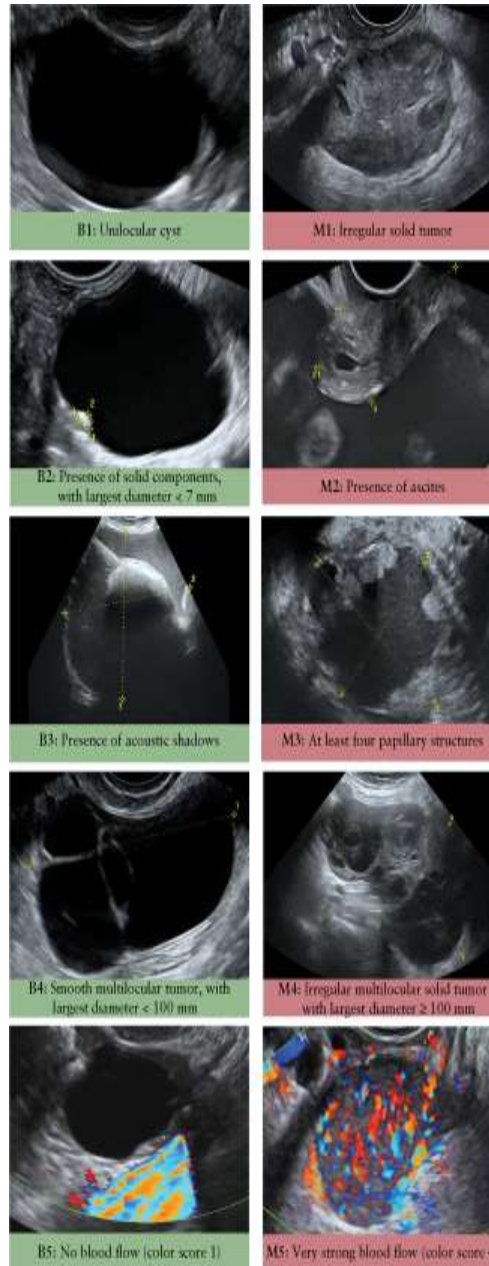 B1: Unilocular cyst
M1: Irregular solid tumor
B2: Presence of solid components,
with largest diameter < 7 mm
M2: Presence of ascites
B3: Presence of acoustic shadows
M3: At least four papillary structures
B4: Smooth multilocular tumor, with
largest diameter < 100 mm
M4: Irregular multilocular solid tumor
with largest diameter ≥ 100 mm
B5: No blood flow (color score 1)
M5: Very strong blood flow (color score